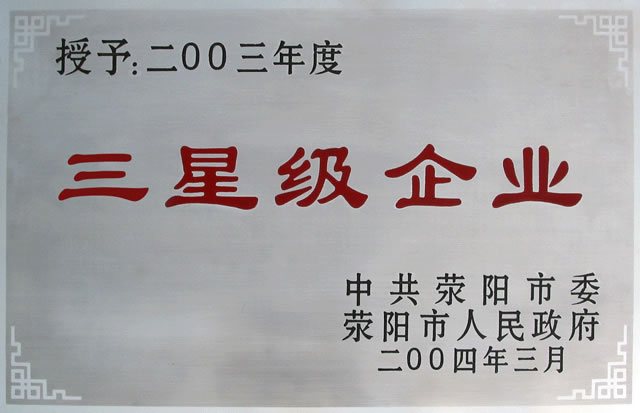 授予:二00三年度
三星级企业
中共荥阳市委
荥阳市人民政府
二00四年三月